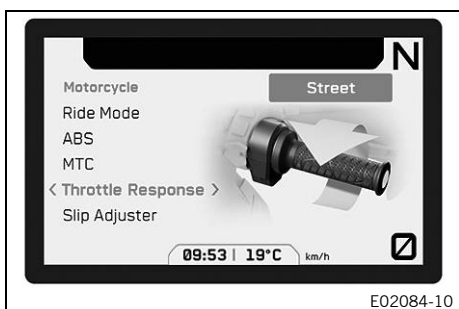 N
Motorcycle Street
Ride Mode
ABS
MTC
< Throttle Response >
Slip Adjuster
09:53 | 19°C km/h
E02084-10